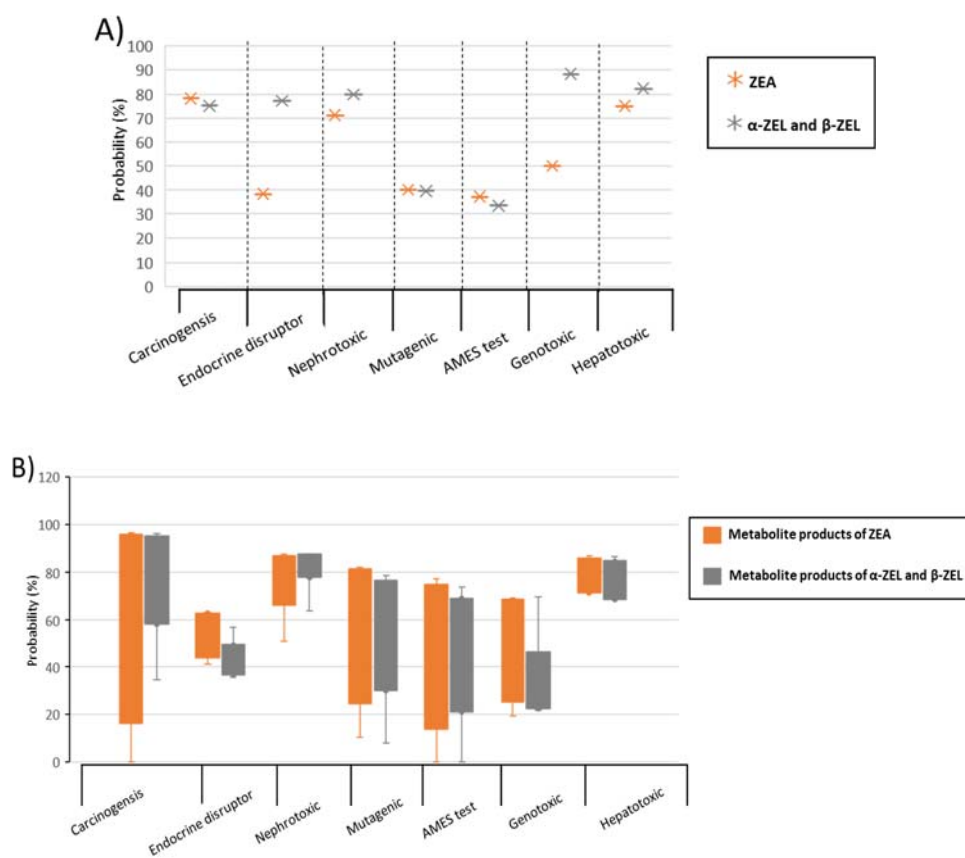 A)
100
90
80
70
60
50
40
30
20
10
0
Probability (%)
Carcinogensis
Endocrine disruptor
Nephrotoxic
Mutagenic
AMES test
Genotoxic
Hepatotoxic
ZEA
α-ZEL and β-ZEL
B)
120
100
80
60
40
20
0
Probability (%)
Carcinogensis
Endocrine disruptor
Nephrotoxic
Mutagenic
AMES test
Genotoxic
Hepatotoxic
Metabolite products of ZEA
Metabolite products of α-ZEL and β-ZEL